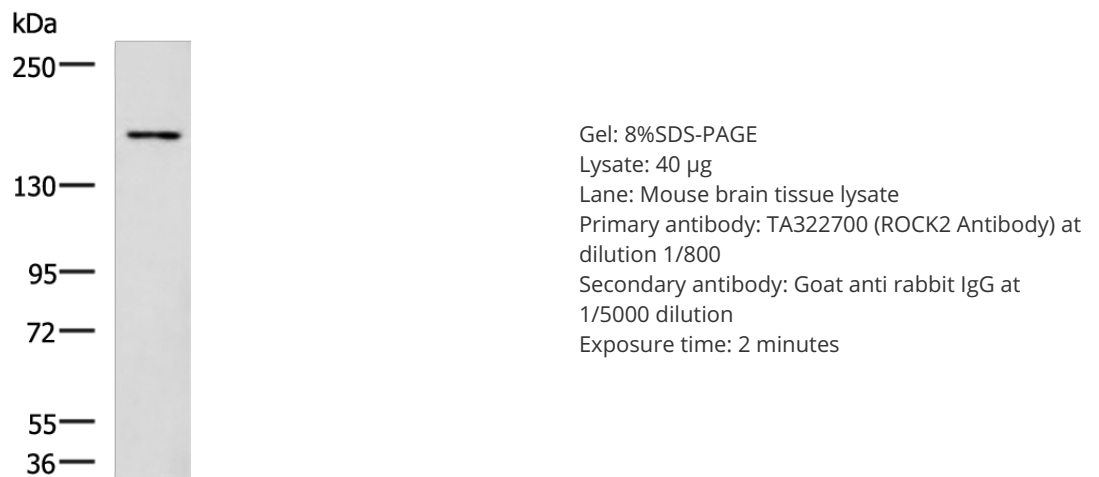 kDa
250
130
95
72
55
36
Gel: 8%SDS-PAGE
Lysate: 40 µg
Lane: Mouse brain tissue lysate
Primary antibody: TA322700 (ROCK2 Antibody) at
dilution 1/800
Secondary antibody: Goat anti rabbit IgG at
1/5000 dilution
Exposure time: 2 minutes